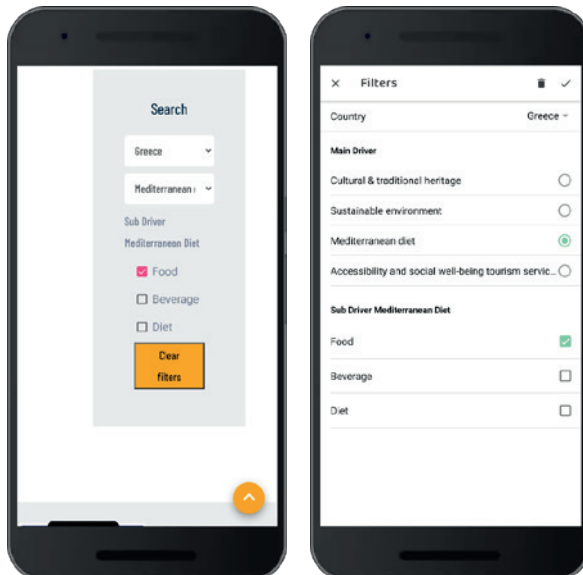 Search
Greece
Mediterranean
Sub Driver
Mediterranean Diet
Food
Beverage
Diet
Clear
filters
Filters
Country Greece
Main Driver
Cultural & traditional heritage
Sustainable environment
Mediterranean diet
Accessibility and social well-being tourism servic...
Sub Driver Mediterranean Diet
Food
Beverage
Diet